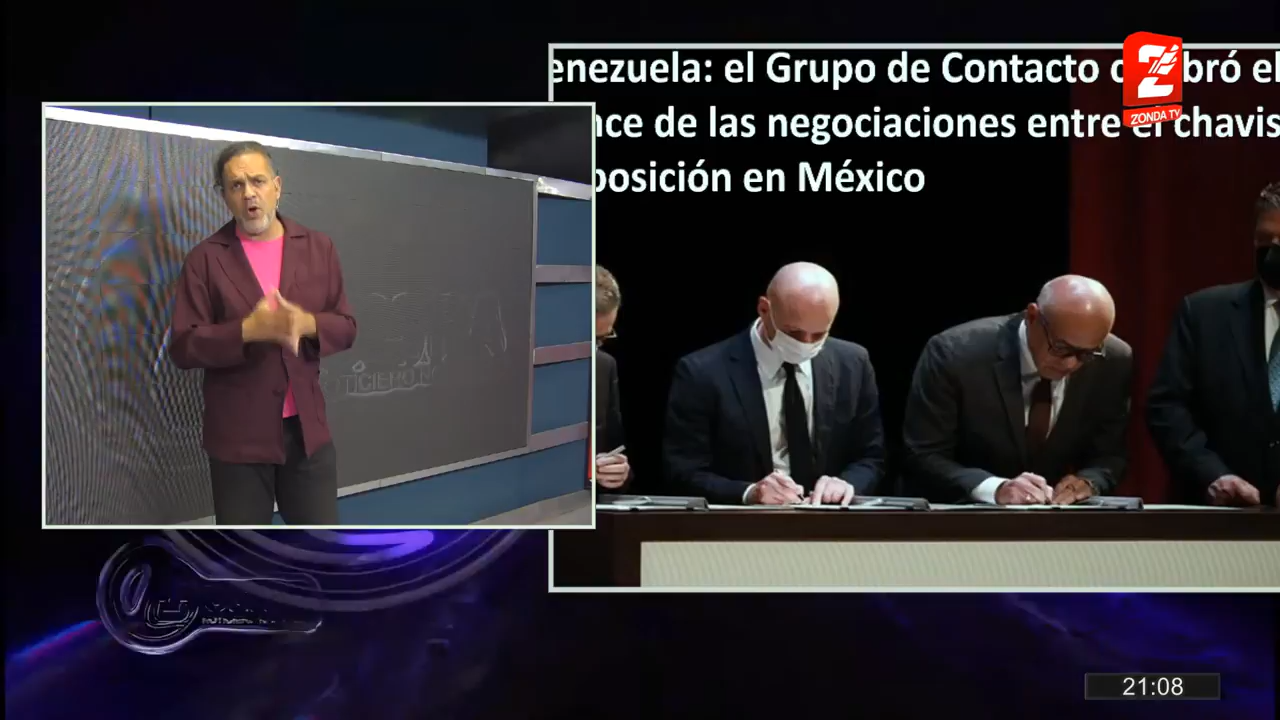 enezuela: el Grupo de Contacto c bró el
nce de las negociaciones entre el chavis
posición en México
ZONDA TV
TICIERO
21:08